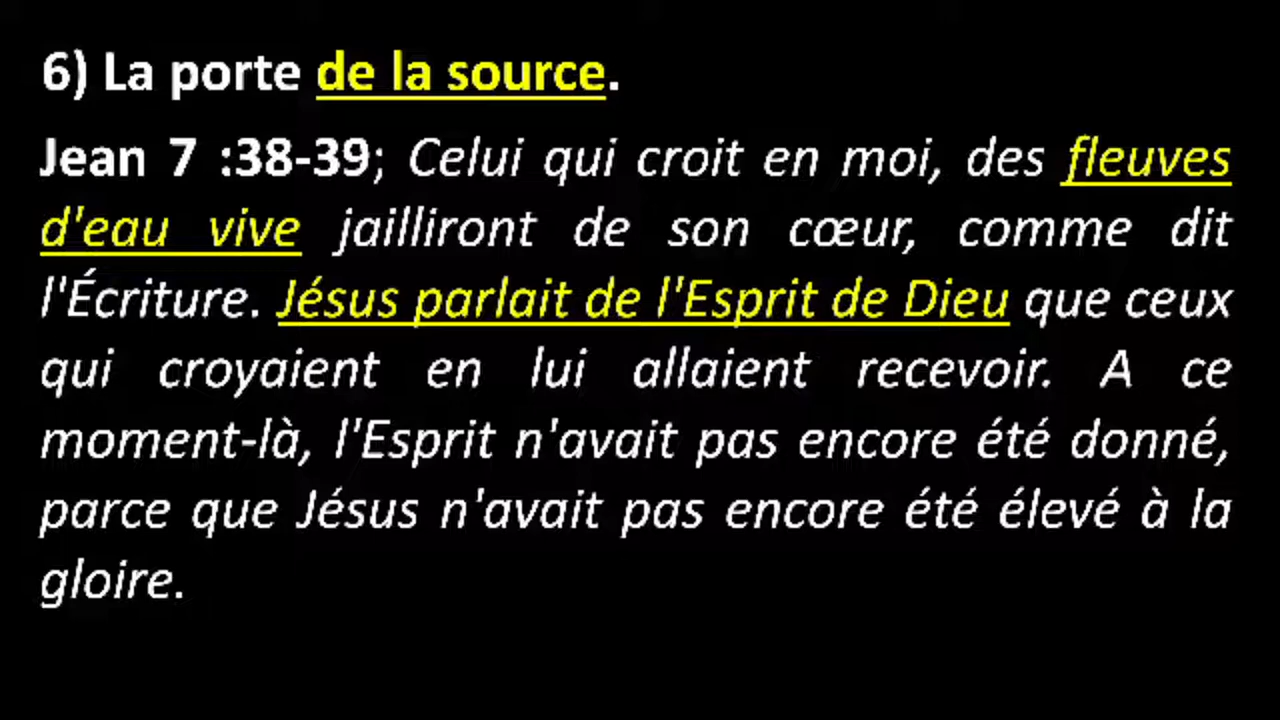 6) La porte de la source.
Jean 7 :38-39; Celui qui croit en moi, des fleuves
d'eau vive jailliront de son cœur, comme dit
l'Écriture. Jésus parlait de l'Esprit de Dieu que ceux
qui croyaient en lui allaient recevoir. A ce
moment-là, l'Esprit n'avait pas encore été donné,
parce que Jésus n'avait pas encore été élevé à la
gloire.